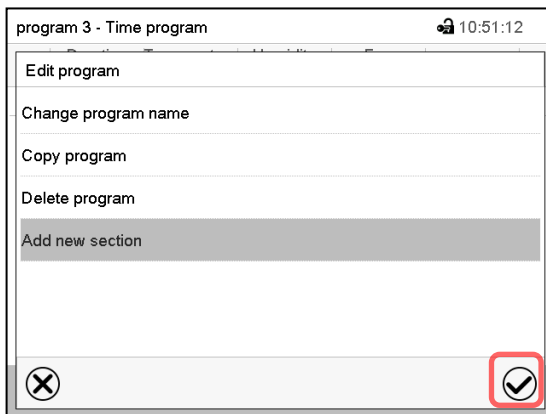 program 3 - Time program 10:51:12
Edit program
Change program name
Copy program
Delete program
Add new section